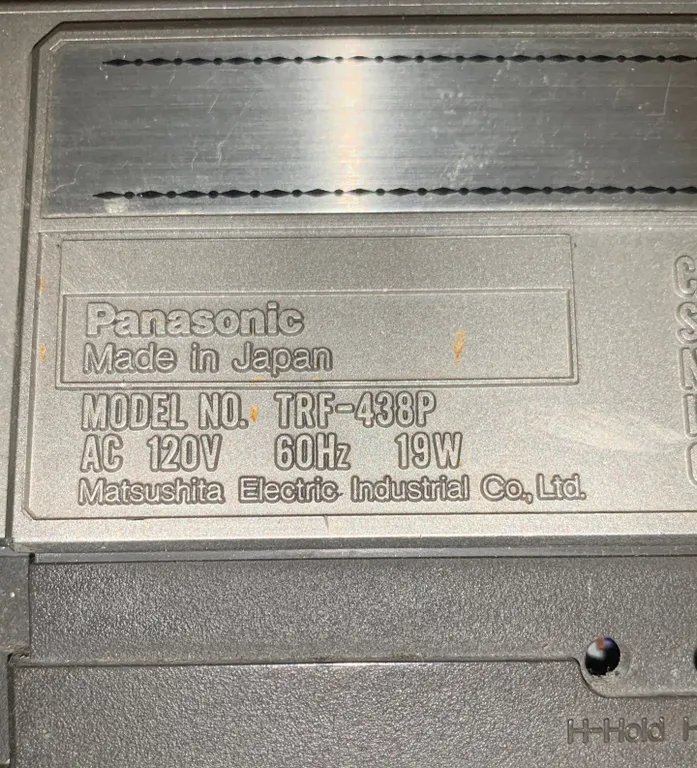 Panasonic
Made in Japan
MODEL NO. TRF-438P
AC 120V 60Hz 19W
Matsushita Electric Industrial Co., Ltd.
H-Hold H